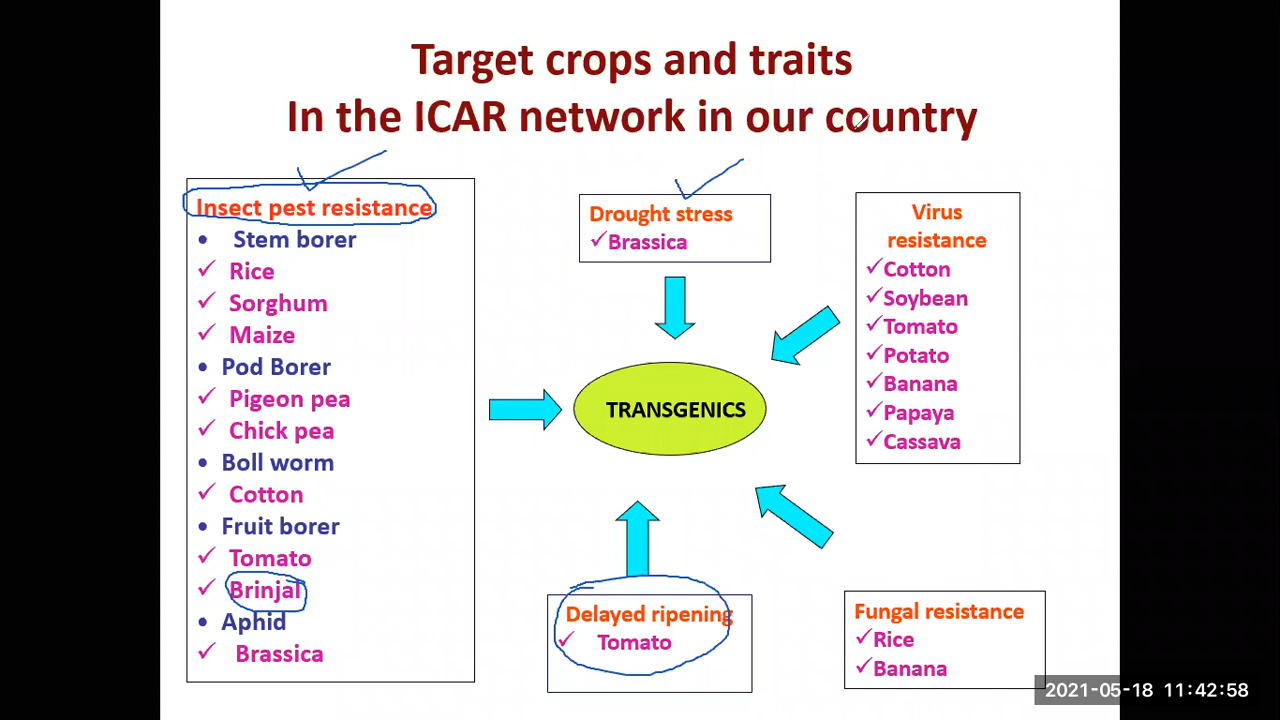 Target crops and traits
In the ICAR network in our country
Insect pest resistance
• Stem borer
✓ Rice
✓ Sorghum
✓ Maize
• Pod Borer
✓ Pigeon pea
✓ Chick pea
• Boll worm
✓ Cotton
• Fruit borer
✓ Tomato
✓ Brinjal
• Aphid
✓ Brassica
Drought stress
✓Brassica
Virus
resistance
✓Cotton
✓Soybean
✓Tomato
✓Potato
✓Banana
✓Papaya
✓Cassava
TRANSGENICS
Delayed ripening
✓ Tomato
Fungal resistance
✓Rice
✓Banana
2021-05-18 11:42:58